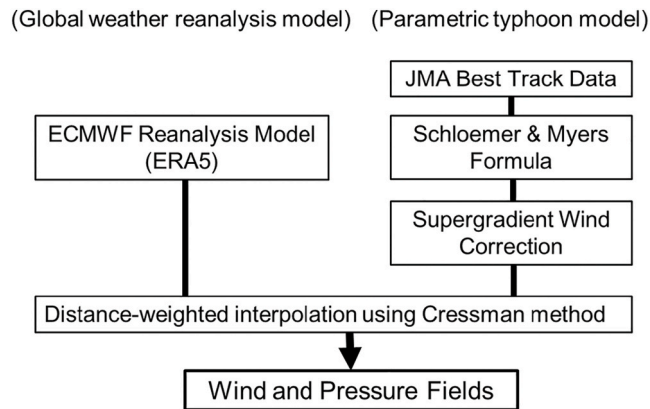 (Global weather reanalysis model)
(Parametric typhoon model)
JMA Best Track Data
ECMWF Reanalysis Model
(ERA5)
Schloemer & Myers
Formula
Supergradient Wind
Correction
Distance-weighted interpolation using Cressman method
Wind and Pressure Fields